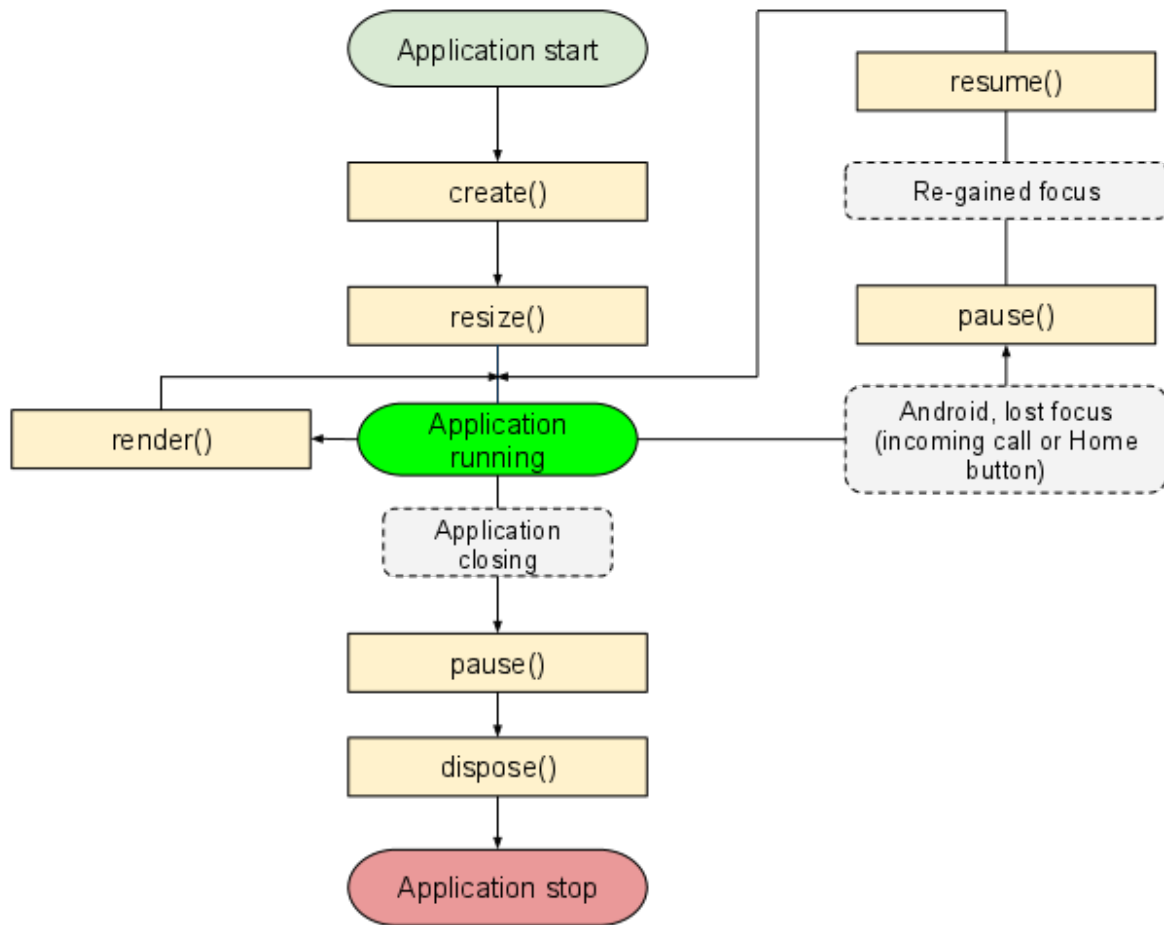 Application start
resume()
create()
Re-gained focus
resize()
pause()
render()
Application
running
Android, lost focus
(incoming call or Home
button)
Application
closing
pause()
dispose()
Application stop